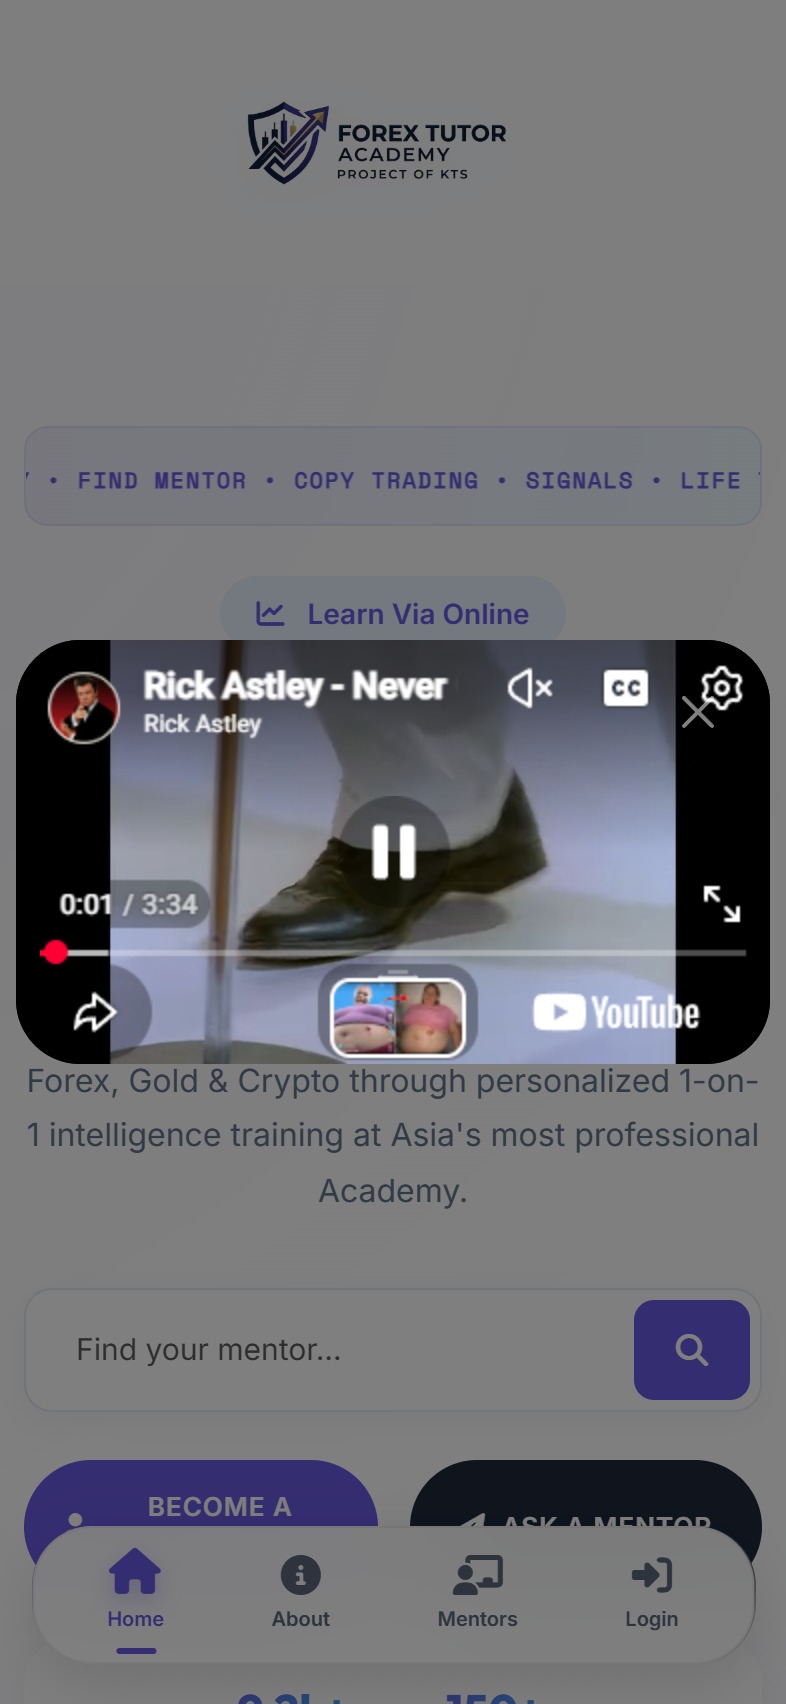 FOREX TUTOR
ACADEMY
PROJECT OF KTS
• FIND MENTOR • COPY TRADING • SIGNALS • LIFE
Learn Via Online
Rick Astley - Never
Rick Astley
CC
0:01 / 3:34
YouTube
Forex, Gold & Crypto through personalized 1-on-
1 intelligence training at Asia's most professional
Academy.
Find your mentor...
BECOME A
ASK A MENTOR
Home
About
Mentors
Login